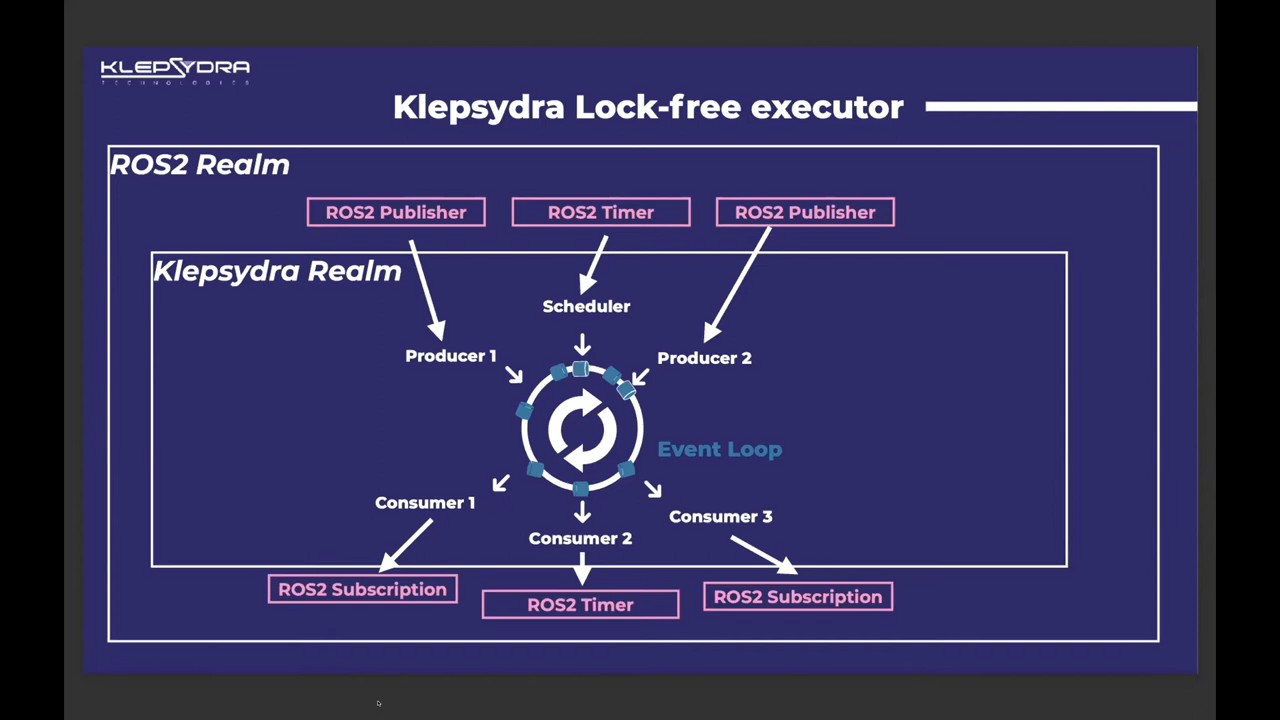 KLEPSYDRA
TECHNOLOGIES
Klepsydra Lock-free executor
ROS2 Realm
ROS2 Publisher
ROS2 Timer
ROS2 Publisher
Klepsydra Realm
Scheduler
Producer 1
Producer 2
Event Loop
Consumer 1
Consumer 3
Consumer 2
ROS2 Subscription
ROS2 Timer
ROS2 Subscription